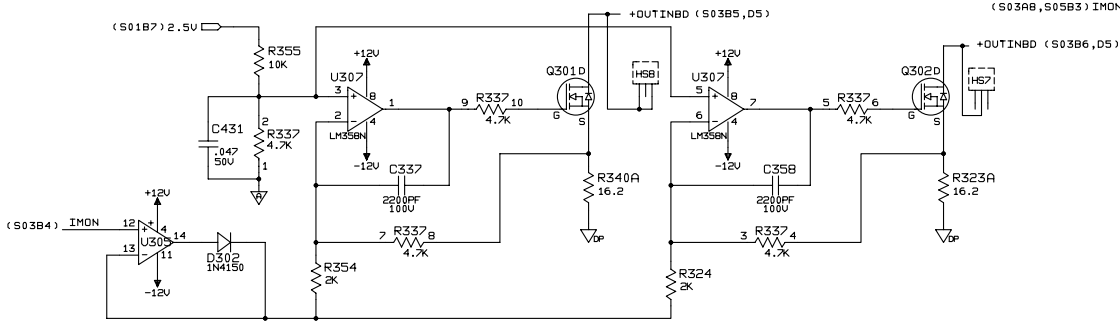 (S03A8,S05B3) IMON
+OUTINBD (S03B5,D5)
(S01B7) 2.5V
+OUTINBD (S03B6,D5)
R355
10K
+12V
U307
3
+
8
1
2
-
4
LM358N
-12V
9
R337
10
4.7K
Q301
D
G
S
HS8
+12V
U307
5
+
8
7
6
-
4
LM358N
-12V
5
R337
6
4.7K
Q302
D
G
S
HS7
C431
.047
50V
2
R337
4.7K
1
A
C337
2200PF
100V
R340A
16.2
DP
C358
2200PF
100V
R323A
16.2
DP
+12V
(S03B4) IMON
12
+
+
4
14
U305
13
-
11
-12V
D302
1N4150
7
R337
8
4.7K
R354
2K
3
R337
4
4.7K
R324
2K